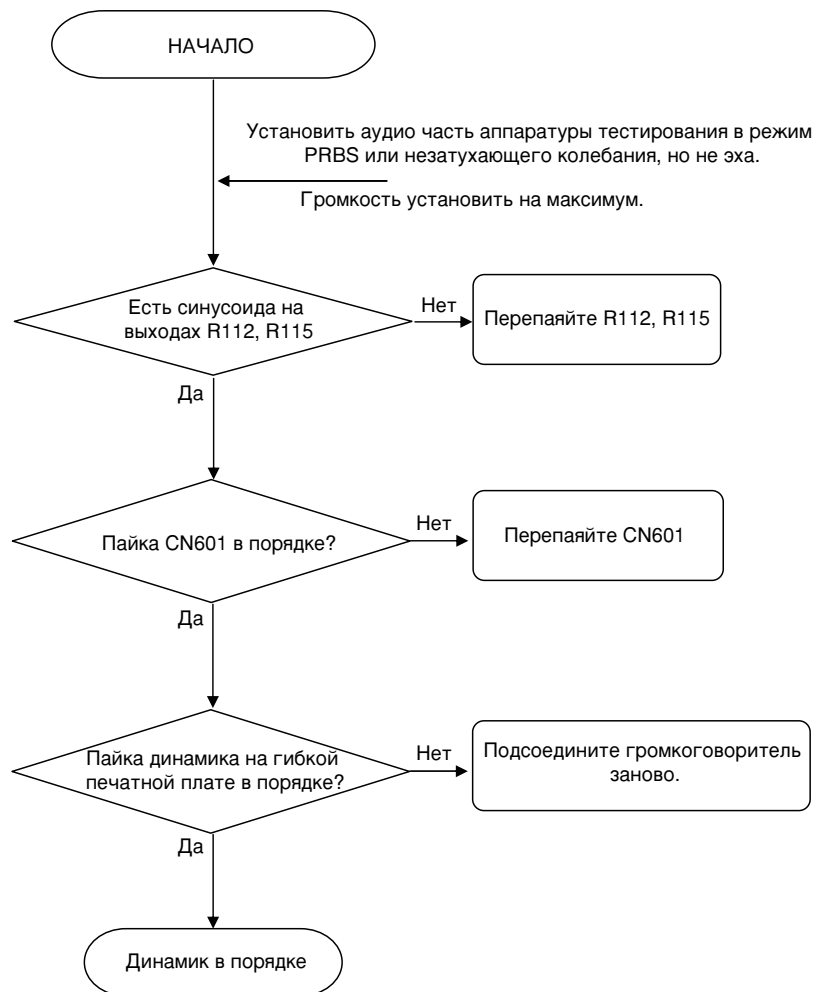 НАЧАЛО
Установить аудио часть аппаратуры тестирования в режим
PRBS или незатухающего колебания, но не эха.
Громкость установить на максимум.
Есть синусоида на
выходах R112, R115
Нет
Перепаяйте R112, R115
Да
Пайка CN601 в порядке?
Нет
Перепаяйте CN601
Да
Пайка динамика на гибкой
печатной плате в порядке?
Нет
Подсоедините громкоговоритель
заново.
Да
Динамик в порядке